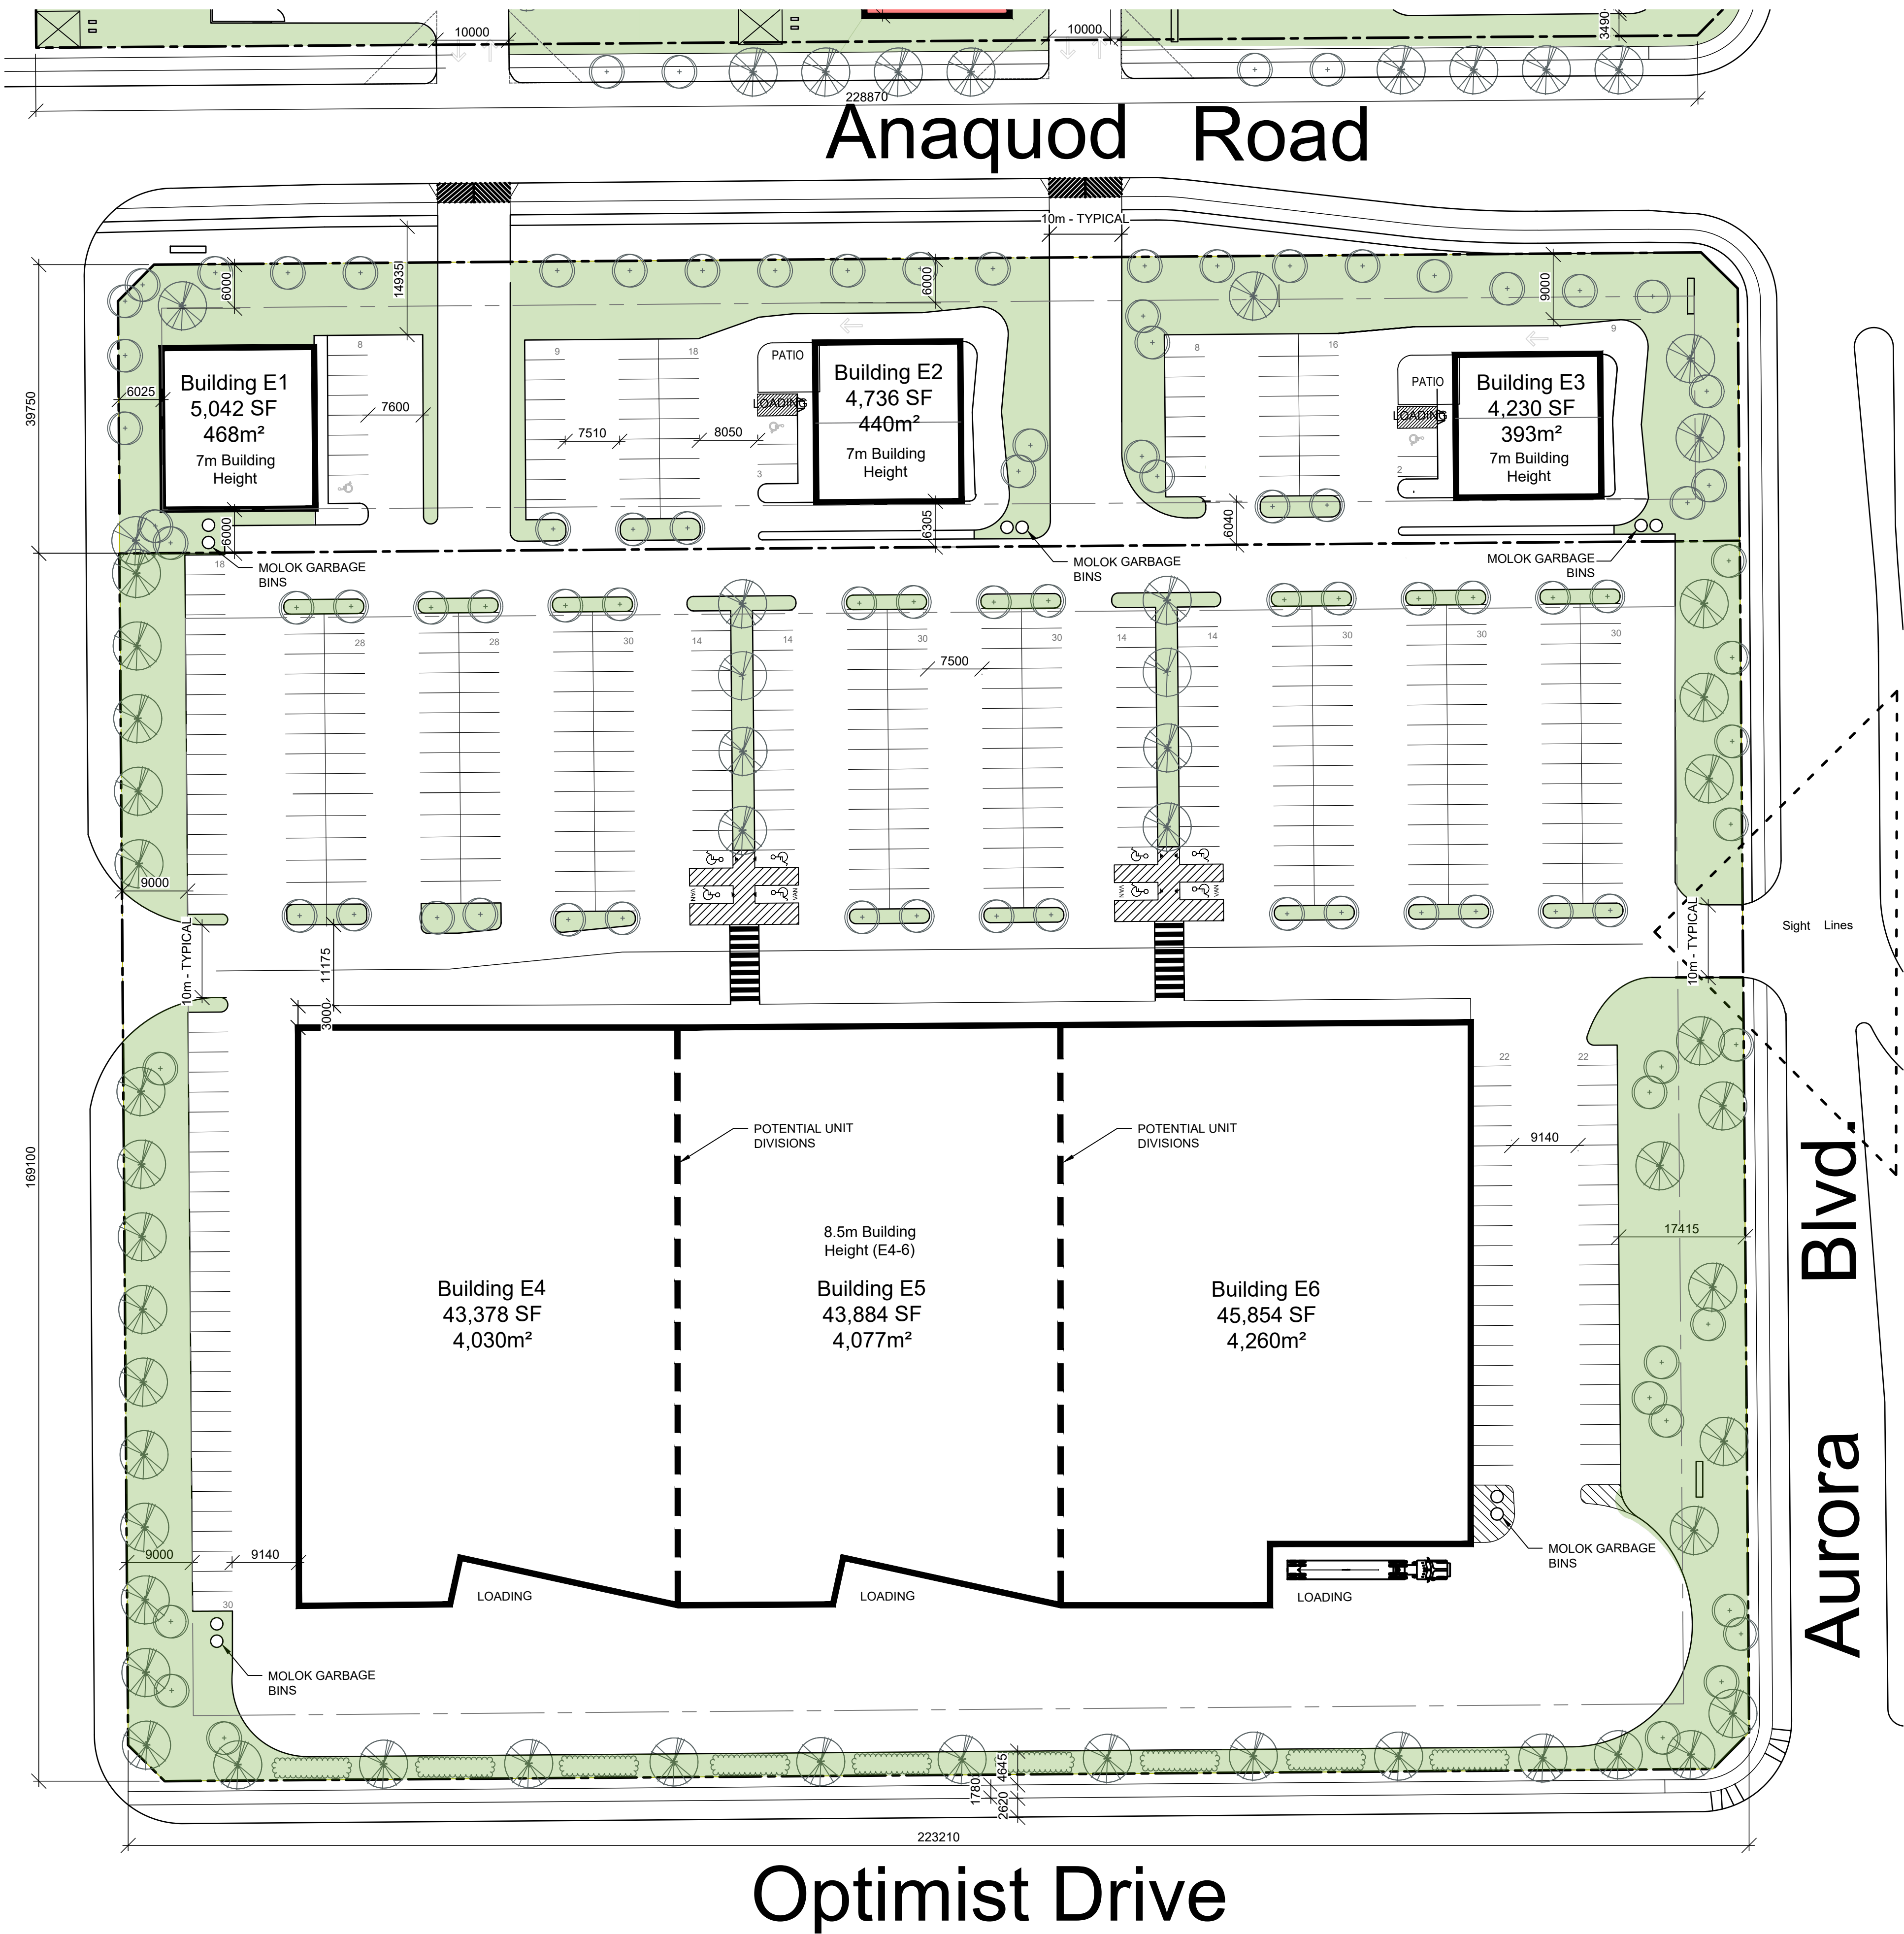 10000
10000
3490
228870
Anaquod Road
10m - TYPICAL
14935
6000
6000
9000
39750
8
9
18
8
16
9
PATIO
PATIO
Building E1
5,042 SF
468m²
7m Building
Height
Building E2
4,736 SF
440m²
7m Building
Height
Building E3
4,230 SF
393m²
7m Building
Height
6025
7600
LOADING
LOADING
7510
8050
3
2
6000
6305
6040
MOLOK GARBAGE
BINS
MOLOK GARBAGE
BINS
MOLOK GARBAGE
BINS
18
28
28
30
14
14
30
30
14
14
30
30
30
7500
9000
VAN
VAN
VAN
VAN
10m - TYPICAL
10m - TYPICAL
Sight Lines
11175
3000
22
22
POTENTIAL UNIT
DIVISIONS
POTENTIAL UNIT
DIVISIONS
9140
169100
17415
8.5m Building
Height (E4-6)
Building E4
43,378 SF
4,030m²
Building E5
43,884 SF
4,077m²
Building E6
45,854 SF
4,260m²
Aurora Blvd.
9000
9140
MOLOK GARBAGE
BINS
LOADING
LOADING
LOADING
30
MOLOK GARBAGE
BINS
4645
1780
2620
223210
Optimist Drive